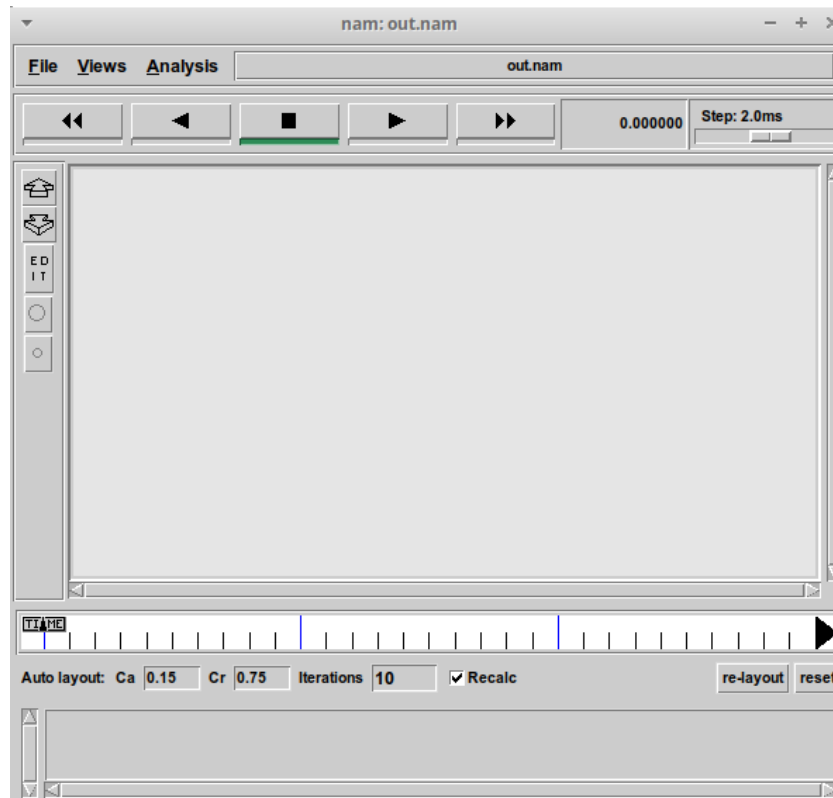 nam: out.nam
File Views Analysis out.nam
0.000000 Step: 2.0ms
E D
I T
TIME
Auto layout: Ca 0.15 Cr 0.75 Iterations 10 Recalc re-layout reset